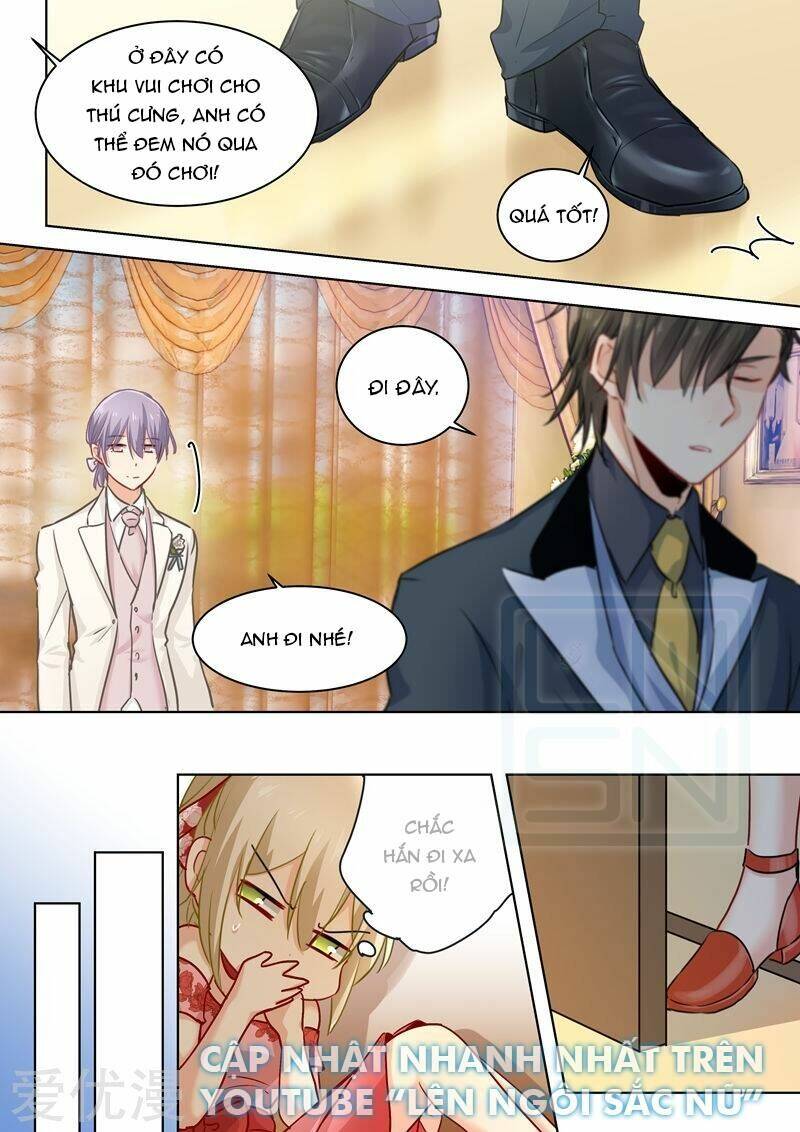 Ở ĐÂY CÓ
KHU VUI CHƠI CHO
THÚ CƯNG, ANH CÓ
THỂ ĐEM NÓ QUA
ĐÓ CHƠI!
QUÁ TỐT!
ĐI ĐÂY.
ANH ĐI NHÉ!
CHẮC
HẮN ĐI XA
RỒI!
CẬP NHẬT NHANH NHẤT TRÊN
YOUTUBE “LÊN NGÔI SẮC NỮ”
爱优漫